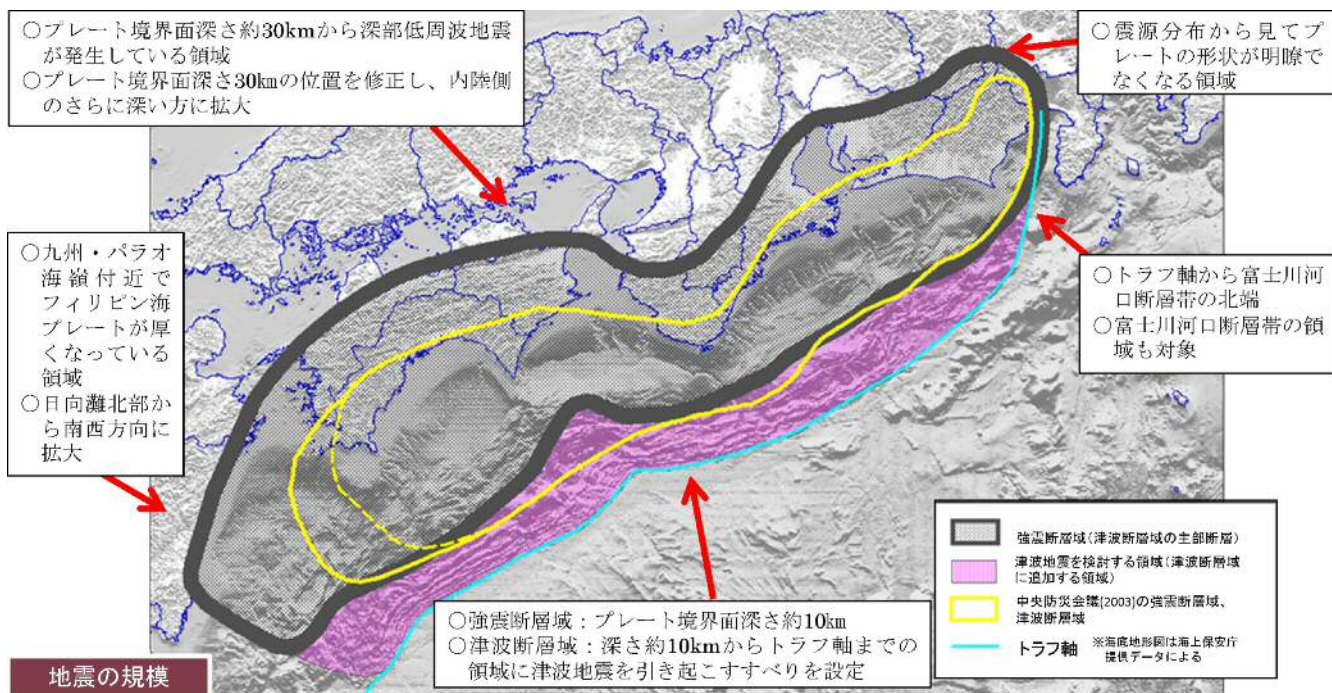 ○プレート境界面深さ約30kmから深部低周波地震
が発生している領域
○プレート境界面深さ30kmの位置を修正し、内陸側
のさらに深い方に拡大
○震源分布から見てプ
レートの形状が明瞭で
なくなる領域
○九州・パラオ
海嶺付近で
フィリピン海
プレートが厚
くなっている
領域
○日向灘北部か
ら南西方向に
拡大
○トラフ軸から富士川河
口断層帯の北端
○富士川河口断層帯の領
域も対象
○強震断層域：プレート境界面深さ約10km
○津波断層域：深さ約10kmからトラフ軸までの
領域に津波地震を引き起こすすべりを設定
強震断層域(津波断層域の主部断層)
津波地震を検討する領域(津波断層域
に追加する領域)
中央防災会議(2003)の強震断層域、
津波断層域
トラフ軸 ※海底地形図は海上保安庁
提供データによる
地震の規模